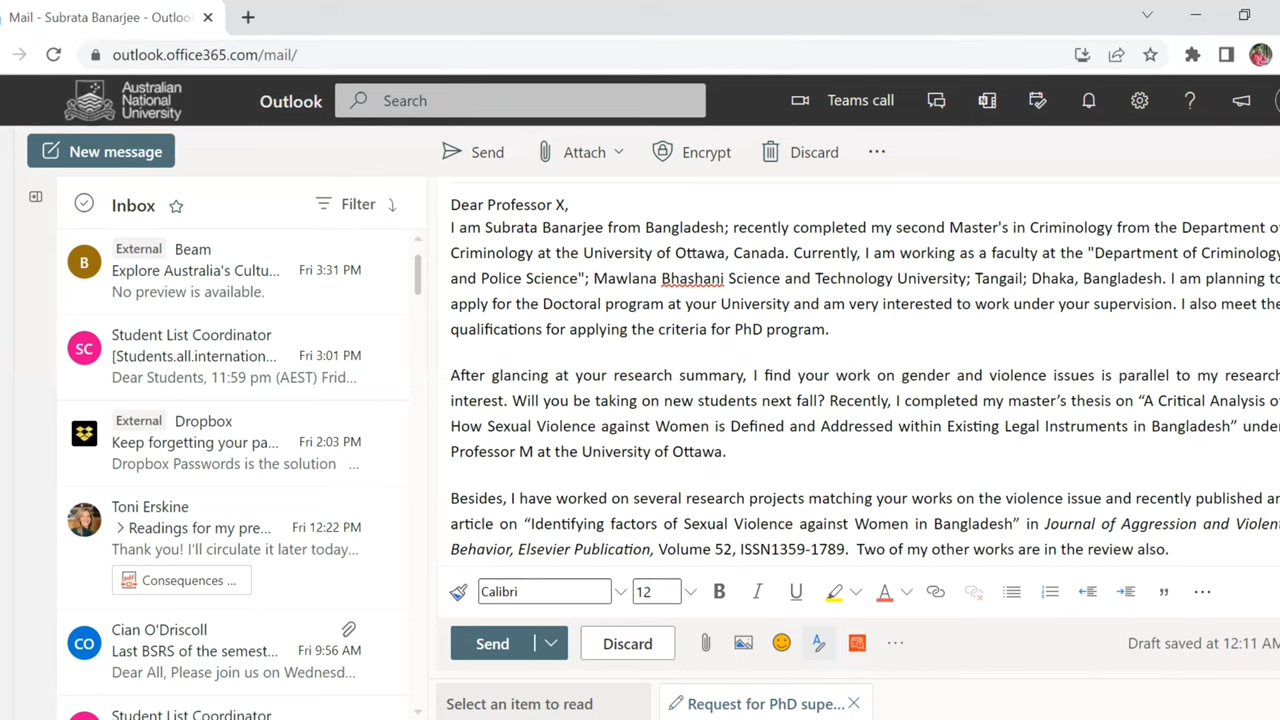 Mail - Subrata Banarjee - Outloo
outlook.office365.com/mail/
Australian
National
University
Outlook
Search
Teams call
New message
Send
Attach
Encrypt
Discard
Inbox
Filter
B
External Beam
Explore Australia's Cultu... Fri 3:31 PM
No preview is available.
SC
Student List Coordinator
[Students.all.internation... Fri 3:01 PM
Dear Students, 11:59 pm (AEST) Frid...
External Dropbox
Keep forgetting your pa... Fri 2:03 PM
Dropbox Passwords is the solution ...
Toni Erskine
Readings for my pre... Fri 12:22 PM
Thank you! I'll circulate it later today...
Consequences ...
CO
Cian O'Driscoll
Last BSRS of the semest... Fri 9:56 AM
Dear All, Please join us on Wednesd...
Student List Coordinator
Dear Professor X,
I am Subrata Banarjee from Bangladesh; recently completed my second Master's in Criminology from the Department o
Criminology at the University of Ottawa, Canada. Currently, I am working as a faculty at the "Department of Criminology
and Police Science"; Mawlana Bhashani Science and Technology University; Tangail; Dhaka, Bangladesh. I am planning to
apply for the Doctoral program at your University and am very interested to work under your supervision. I also meet the
qualifications for applying the criteria for PhD program.
After glancing at your research summary, I find your work on gender and violence issues is parallel to my research
interest. Will you be taking on new students next fall? Recently, I completed my master's thesis on “A Critical Analysis o
How Sexual Violence against Women is Defined and Addressed within Existing Legal Instruments in Bangladesh” under
Professor M at the University of Ottawa.
Besides, I have worked on several research projects matching your works on the violence issue and recently published an
article on “Identifying factors of Sexual Violence against Women in Bangladesh” in Journal of Aggression and Violent
Behavior, Elsevier Publication, Volume 52, ISSN1359-1789. Two of my other works are in the review also.
Calibri
12
B I U
Send
Discard
Draft saved at 12:11 AM
Select an item to read
Request for PhD supe...